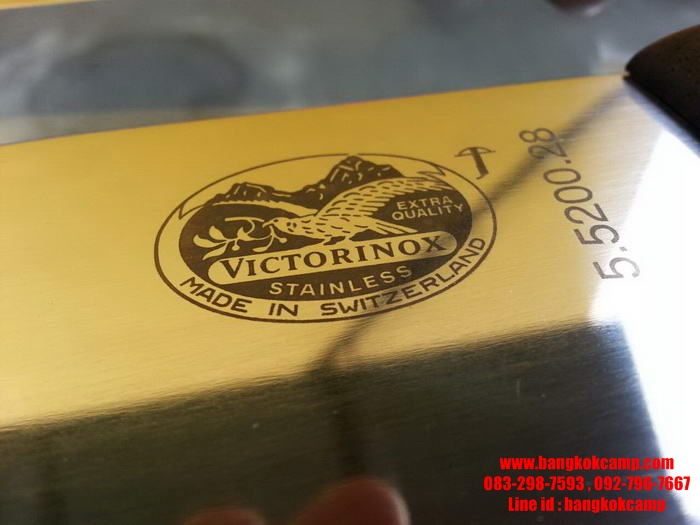 EXTRA
QUALITY
VICTORINOX
STAINLESS
MADE IN SWITZERLAND
5.5200.28
www.bangkokcamp.com
083-298-7593 , 092-796-7667
Line id : bangkokcamp